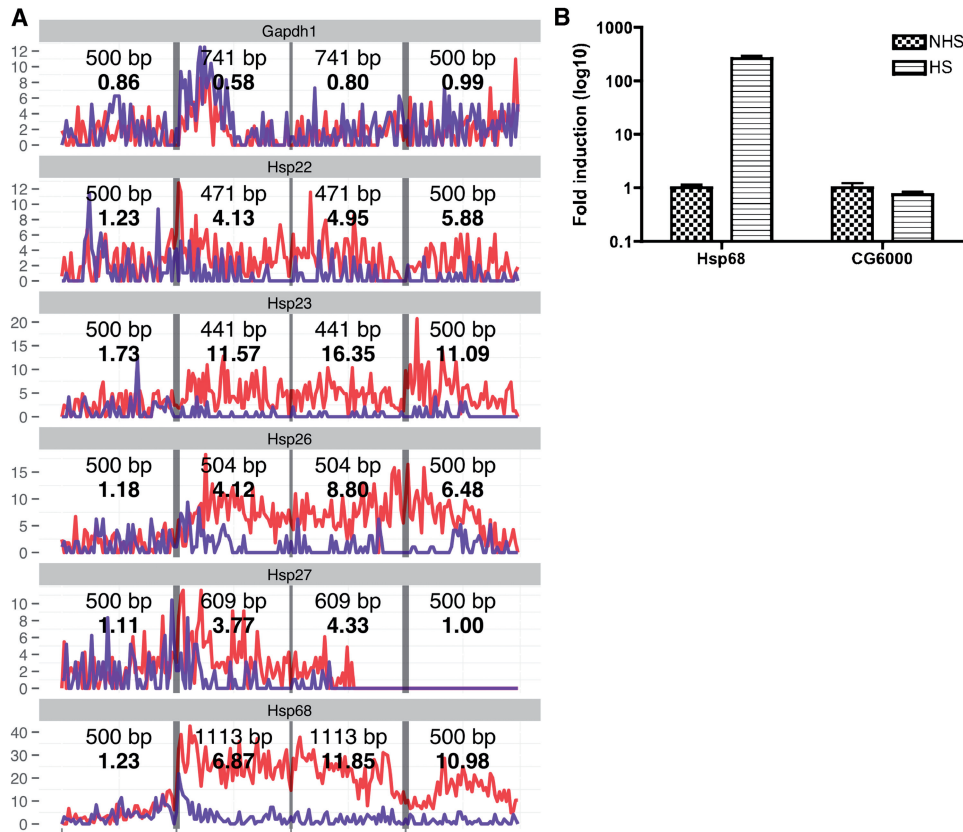 A
Gapdh1
500 bp 741 bp 741 bp 500 bp
0.86 0.58 0.80 0.99
12
10
8
6
4
2
0
Hsp22
500 bp 471 bp 471 bp 500 bp
1.23 4.13 4.95 5.88
12
10
8
6
4
2
0
Hsp23
500 bp 441 bp 441 bp 500 bp
1.73 11.57 16.35 11.09
20
15
10
5
0
Hsp26
500 bp 504 bp 504 bp 500 bp
1.18 4.12 8.80 6.48
15
10
5
0
Hsp27
500 bp 609 bp 609 bp 500 bp
1.11 3.77 4.33 1.00
10
8
6
4
2
0
Hsp68
500 bp 1113 bp 1113 bp 500 bp
1.23 6.87 11.85 10.98
40
30
20
10
0
B
Fold induction (log10)
1000
100
10
1
0.1
NHS
HS
Hsp68 CG6000